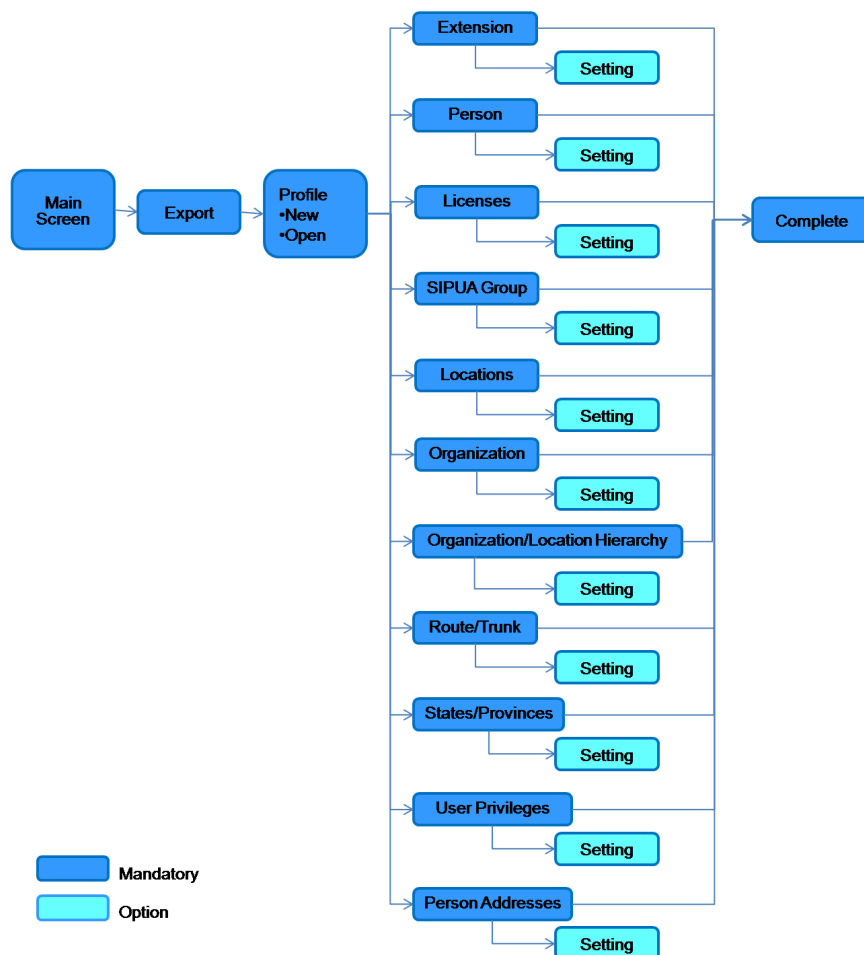 Extension
Setting
Person
Setting
Main
Screen
Export
Profile
•New
•Open
Licenses
Setting
Complete
SIPUA Group
Setting
Locations
Setting
Organization
Setting
Organization/Location Hierarchy
Setting
Route/Trunk
Setting
States/Provinces
Setting
User Privileges
Setting
Mandatory
Person Addresses
Option
Setting